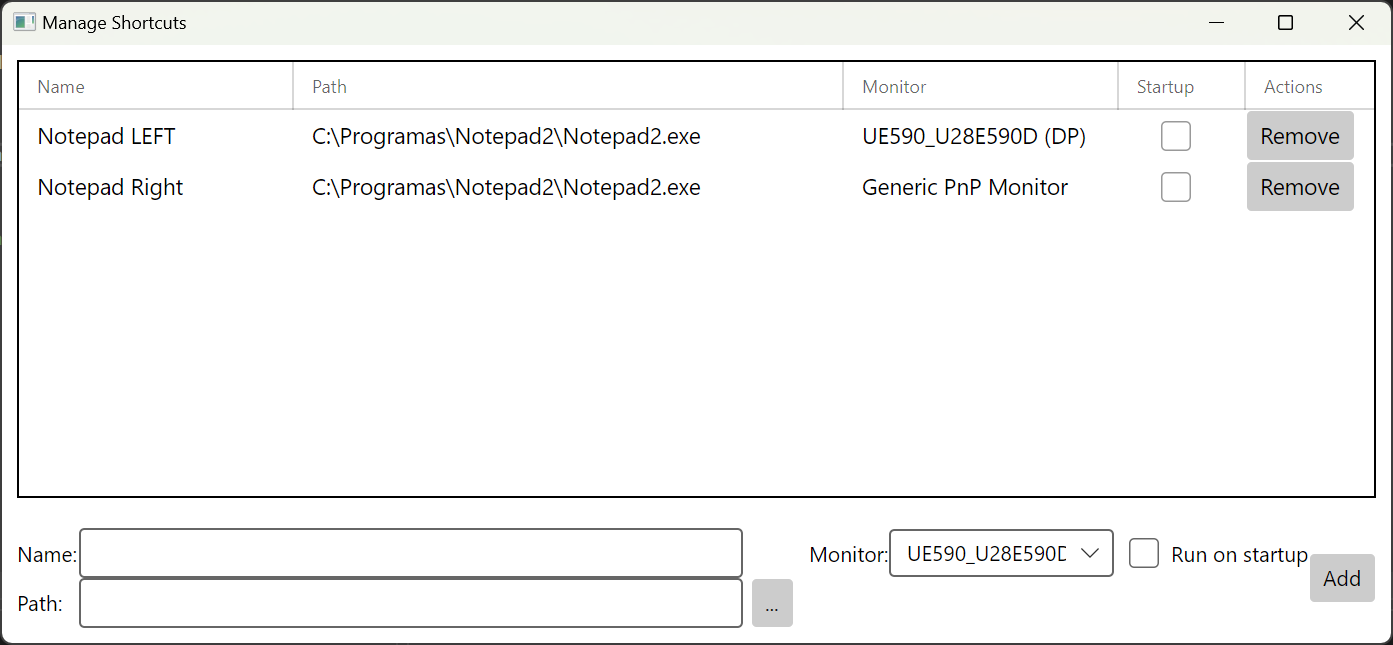 Manage Shortcuts
Name Path Monitor Startup Actions
Notepad LEFT C:\Programas\Notepad2\Notepad2.exe UE590_U28E590D (DP) Remove
Notepad Right C:\Programas\Notepad2\Notepad2.exe Generic PnP Monitor Remove
Name: Monitor: UE590_U28E590D Run on startup
Path: ... Add